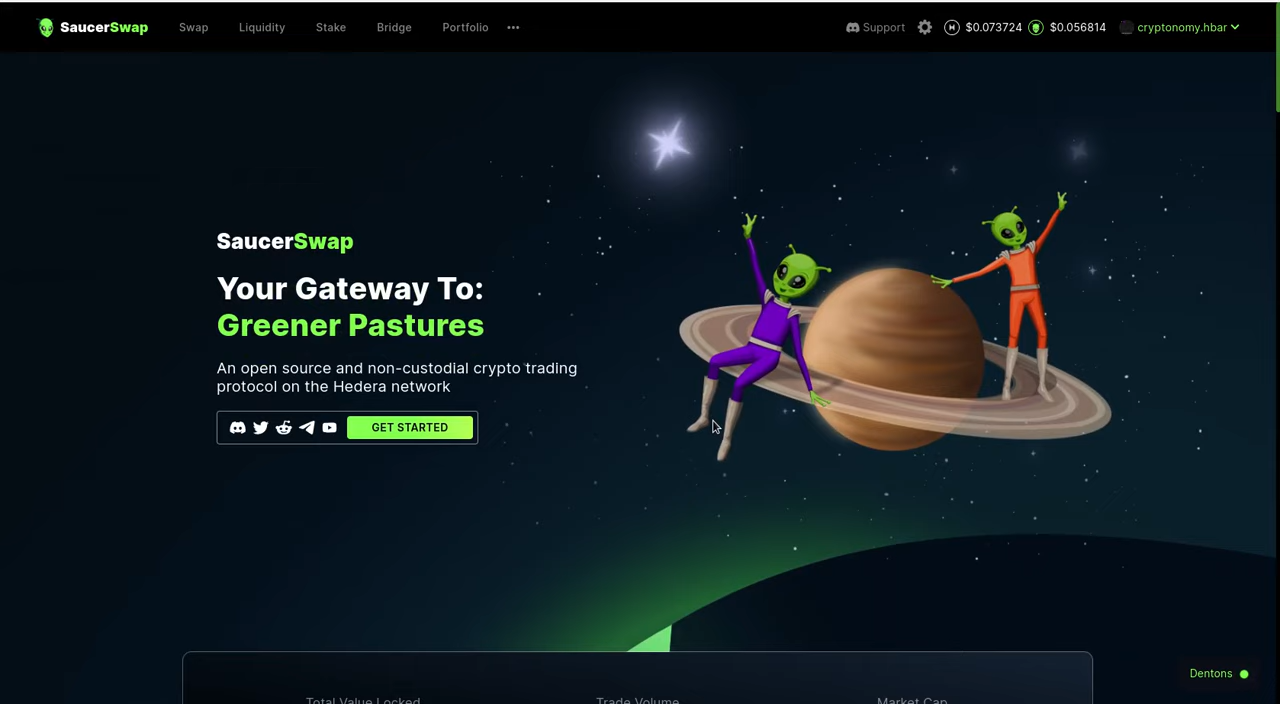 SaucerSwap
Swap
Liquidity
Stake
Bridge
Portfolio
•••
Support
$0.073724
$0.056814
cryptonomy.hbar
SaucerSwap
Your Gateway To:
Greener Pastures
An open source and non-custodial crypto trading
protocol on the Hedera network
GET STARTED
Total Value Locked
Trade Volume
Market Cap
Dentons